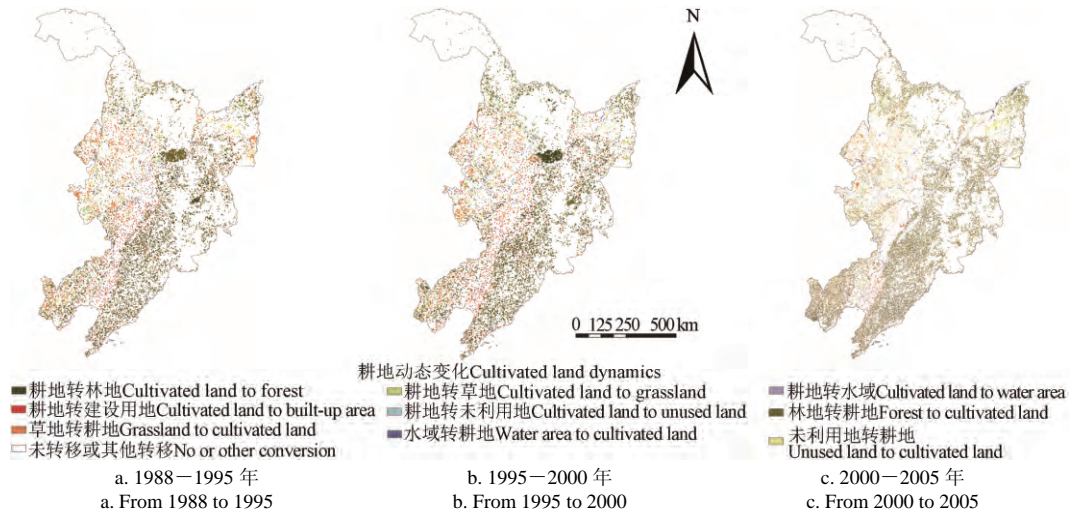 N
0 125 250 500 km
耕地动态变化Cultivated land dynamics
耕地转林地Cultivated land to forest
耕地转草地Cultivated land to grassland
耕地转水域Cultivated land to water area
耕地转建设用地Cultivated land to built-up area
耕地转未利用地Cultivated land to unused land
林地转耕地Forest to cultivated land
草地转耕地Grassland to cultivated land
水域转耕地Water area to cultivated land
未利用地转耕地
Unused land to cultivated land
未转移或其他转移No or other conversion
a. 1988－1995 年
b. 1995－2000 年
c. 2000－2005 年
a. From 1988 to 1995
b. From 1995 to 2000
c. From 2000 to 2005